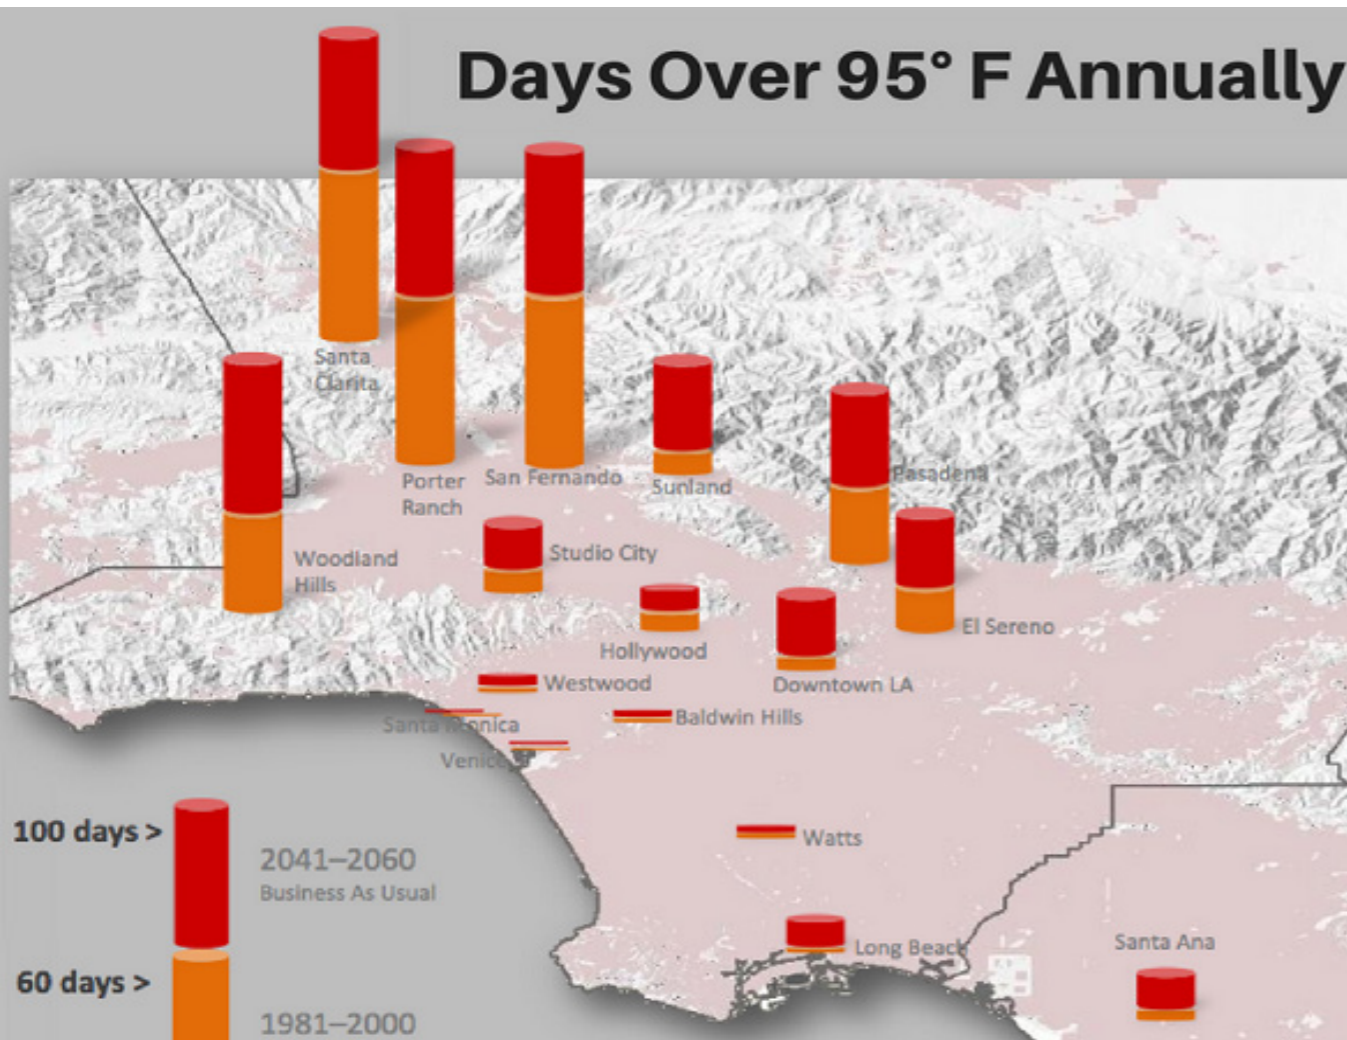 Days Over 95° F Annually
Santa
Clarita
Porter
Ranch
San Fernando
Sunland
Pasadena
Woodland
Hills
Studio City
El Sereno
Hollywood
Downtown LA
Westwood
Santa Monica
Baldwin Hills
Venice
100 days >
2041–2060
Business As Usual
Watts
Long Beach
Santa Ana
60 days >
1981–2000